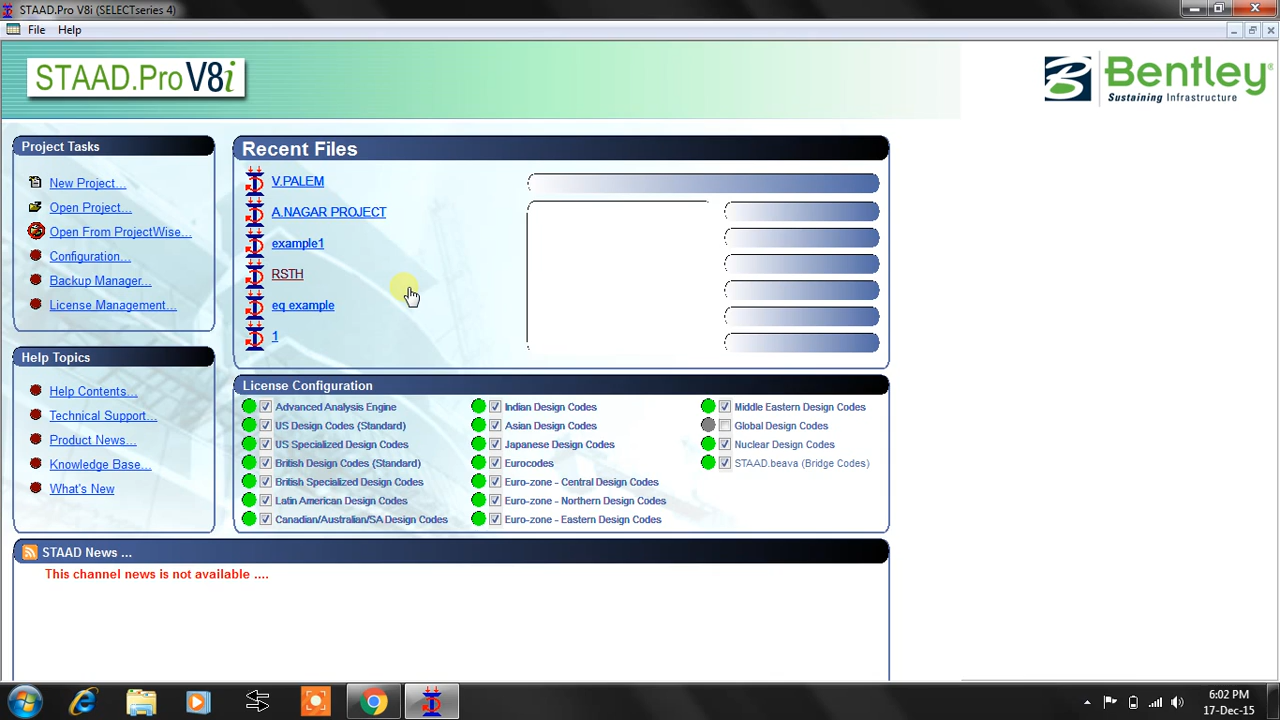 STAAD.Pro V8i (SELECTseries 4)
File Help
STAAD.Pro V8i
Bentley®
Sustaining Infrastructure
Project Tasks
New Project...
Open Project...
Open From ProjectWise...
Configuration...
Backup Manager...
License Management...
Help Topics
Help Contents...
Technical Support...
Product News...
Knowledge Base...
What's New
Recent Files
V.PALEM
A.NAGAR PROJECT
example1
RSTH
eq example
1
License Configuration
Advanced Analysis Engine
US Design Codes (Standard)
US Specialized Design Codes
British Design Codes (Standard)
British Specialized Design Codes
Latin American Design Codes
Canadian/Australian/SA Design Codes
Indian Design Codes
Asian Design Codes
Japanese Design Codes
Eurocodes
Euro-zone - Central Design Codes
Euro-zone - Northern Design Codes
Euro-zone - Eastern Design Codes
Middle Eastern Design Codes
Global Design Codes
Nuclear Design Codes
STAAD.beava (Bridge Codes)
STAAD News ...
This channel news is not available ....
6:02 PM
17-Dec-15